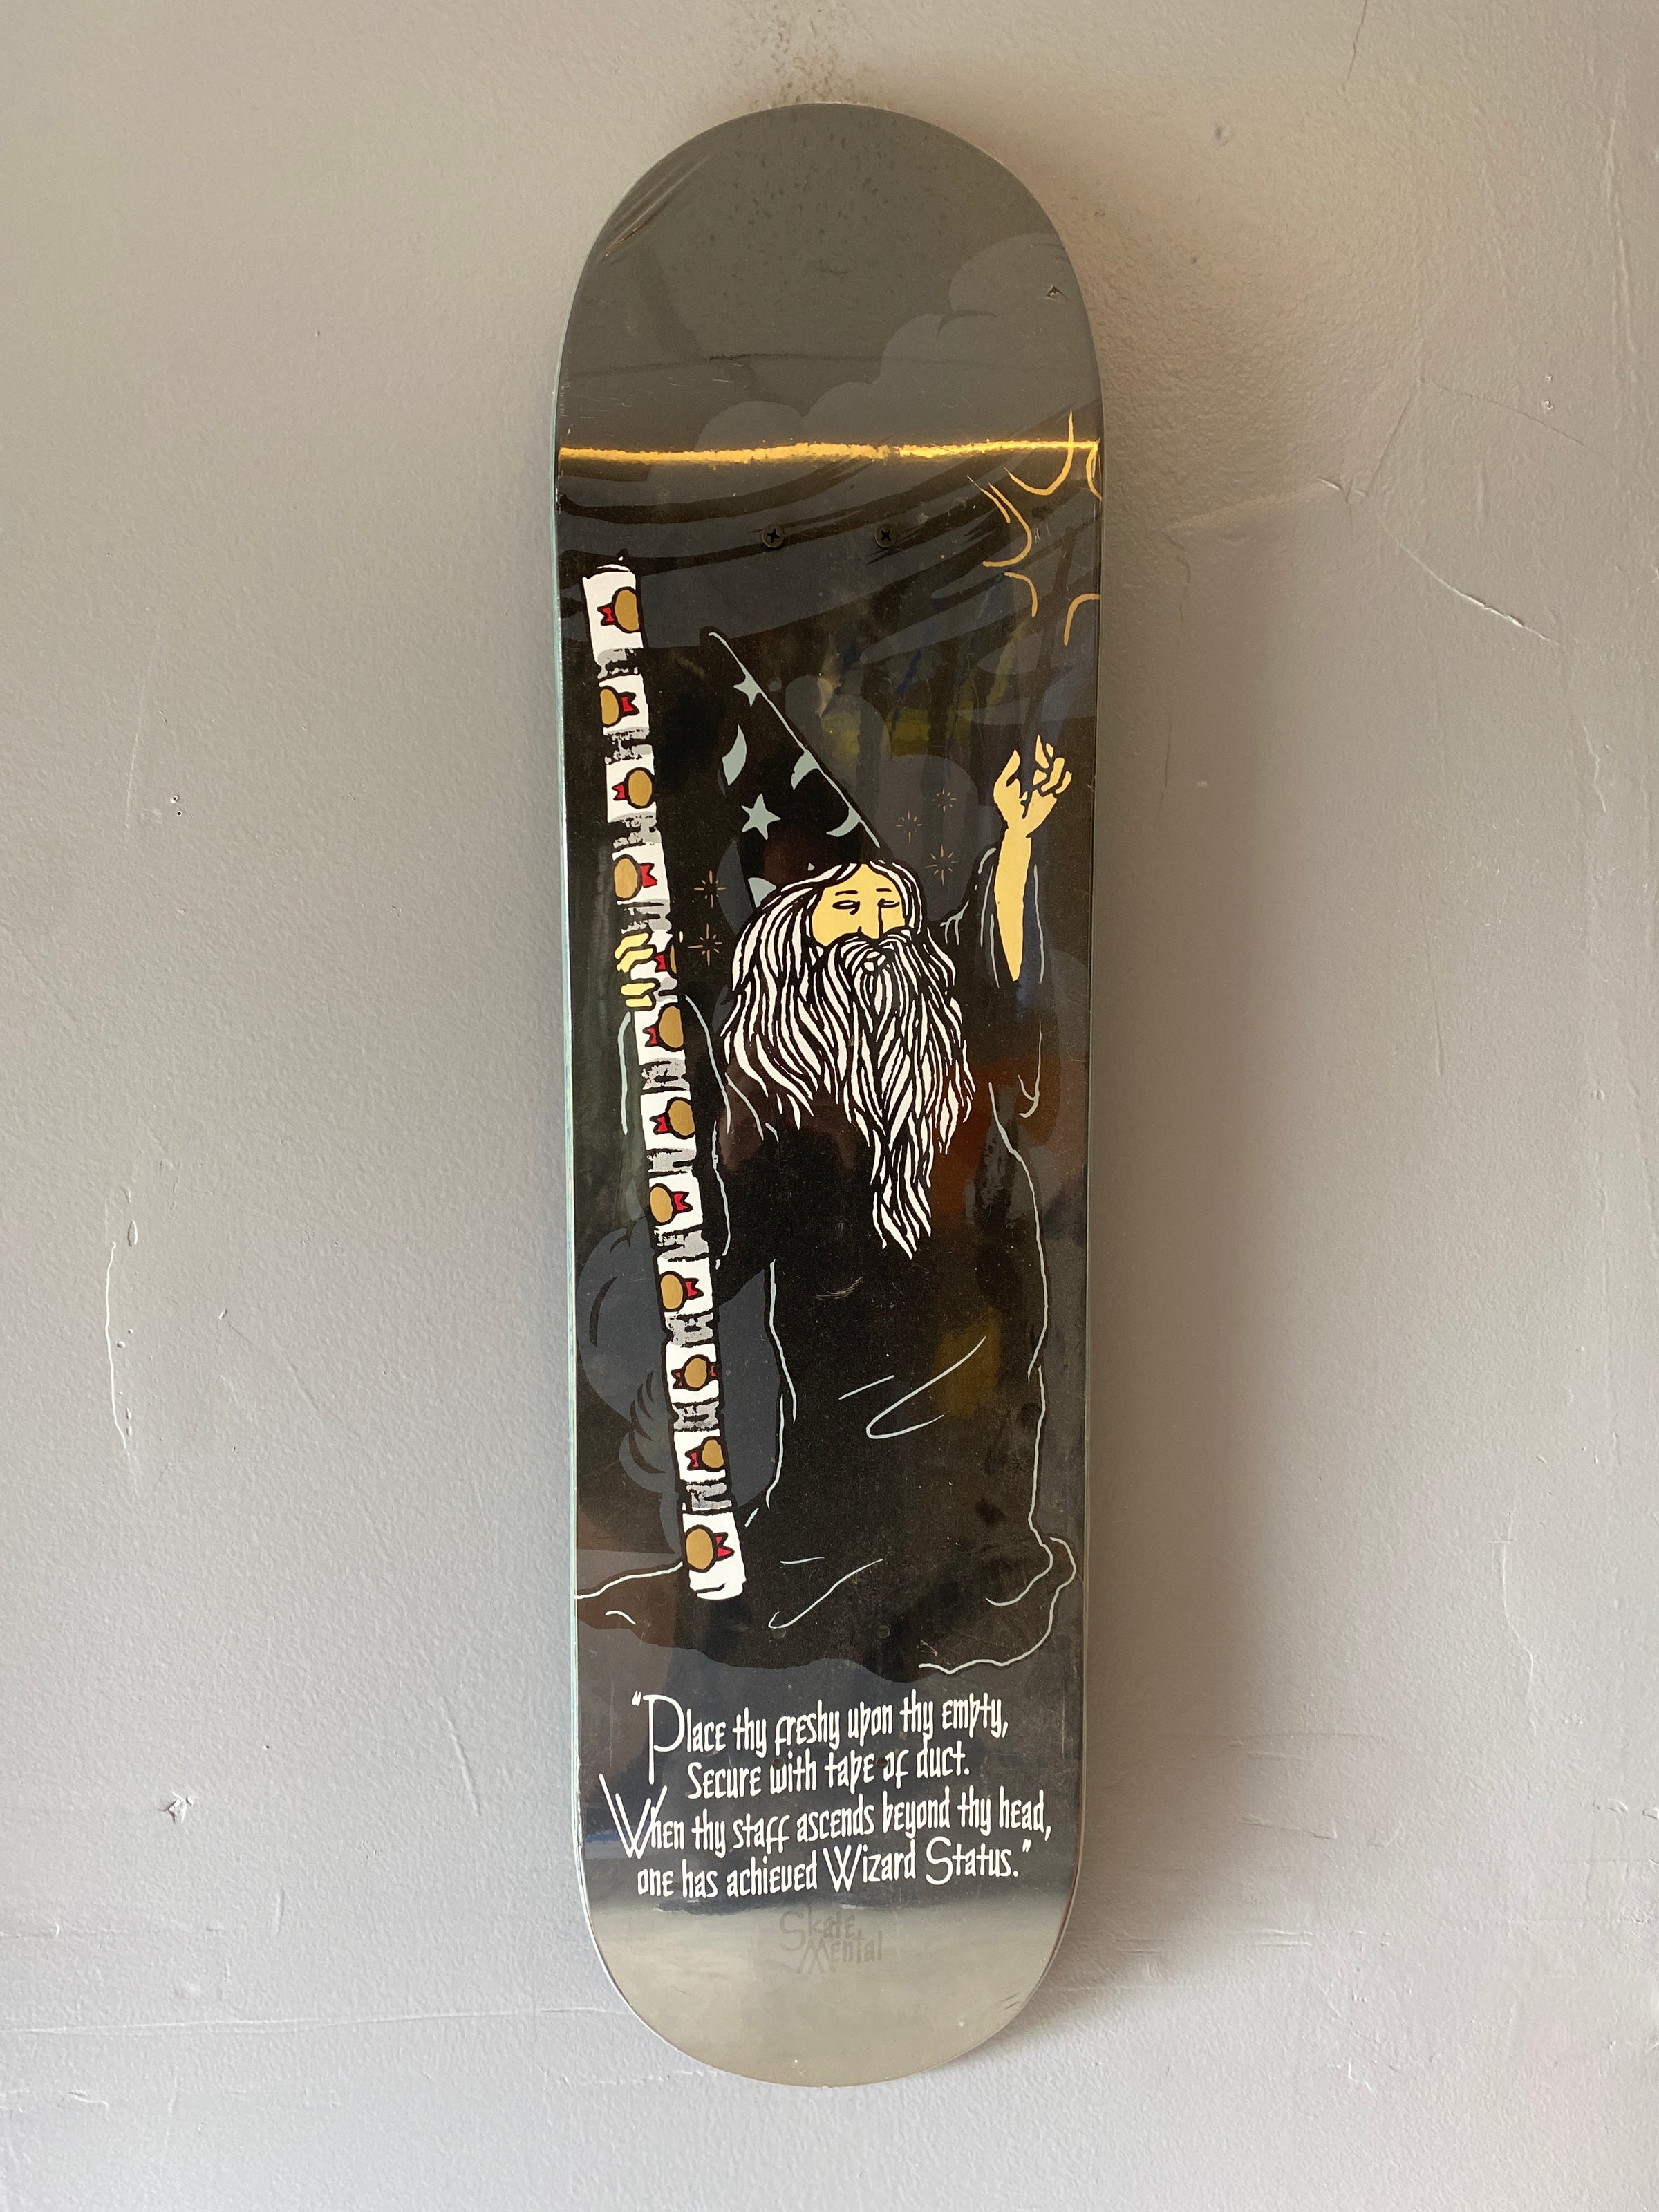 "Place thy freshy upon thy empty,
Secure with tape of duct.
When thy staff ascends beyond thy head,
one has achieved Wizard Status."
Skate
Mental